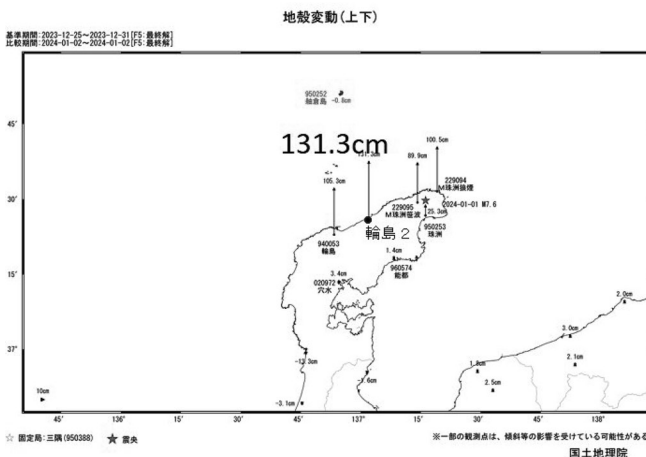 地殻変動(上下)
基準期間:2023-12-25~2023-12-31[F5:最終解]
比較期間:2024-01-02~2024-01-02[F5:最終解]
950252
舳倉島 -0.8cm
45'
131.3cm
131.3cm
100.5cm
89.9cm
105.3cm
229094
M珠洲狼煙
30'
229095
M珠洲笹波
2024-01-01 M7.6
25.3cm
950253
珠洲
輪島2
940053
輪島
1.4cm
960574
能都
15'
3.4cm
020972
穴水
2.0cm
3.0cm
37°
-13.3cm
1.2cm
2.1cm
-1.6cm
2.5cm
10cm
-3.1cm
45' 136° 15' 30' 45' 137° 15' 30' 45' 138°
☆ 固定局:三隅(950388) ★ 震央
※一部の観測点は、傾斜等の影響を受けている可能性がある
国土地理院